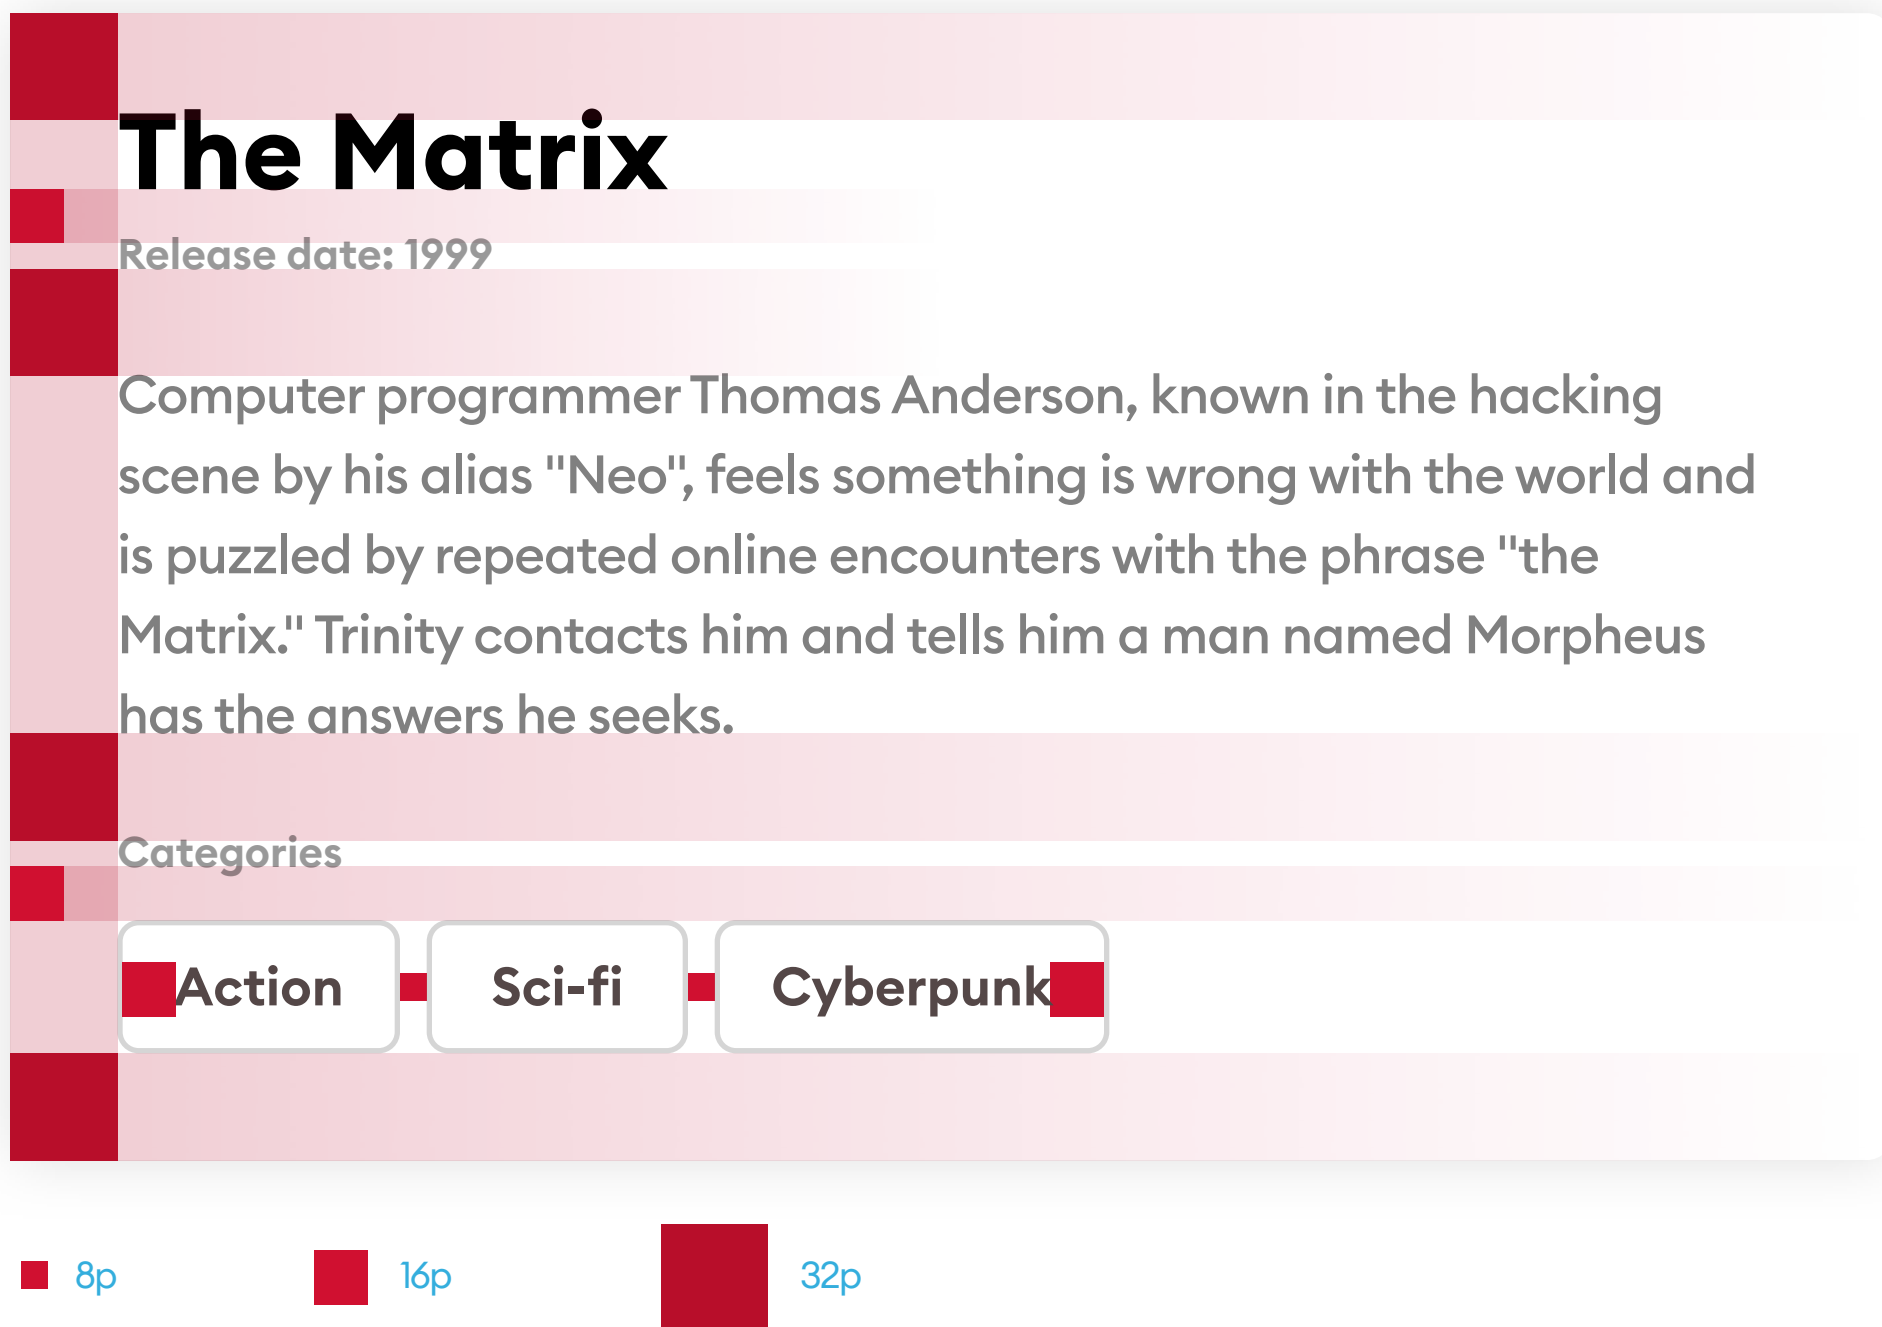 The Matrix
Release date: 1999
Computer programmer Thomas Anderson, known in the hacking
scene by his alias "Neo", feels something is wrong with the world and
is puzzled by repeated online encounters with the phrase "the
Matrix." Trinity contacts him and tells him a man named Morpheus
has the answers he seeks.
Categories
Action Sci-fi Cyberpunk
8p 16p 32p